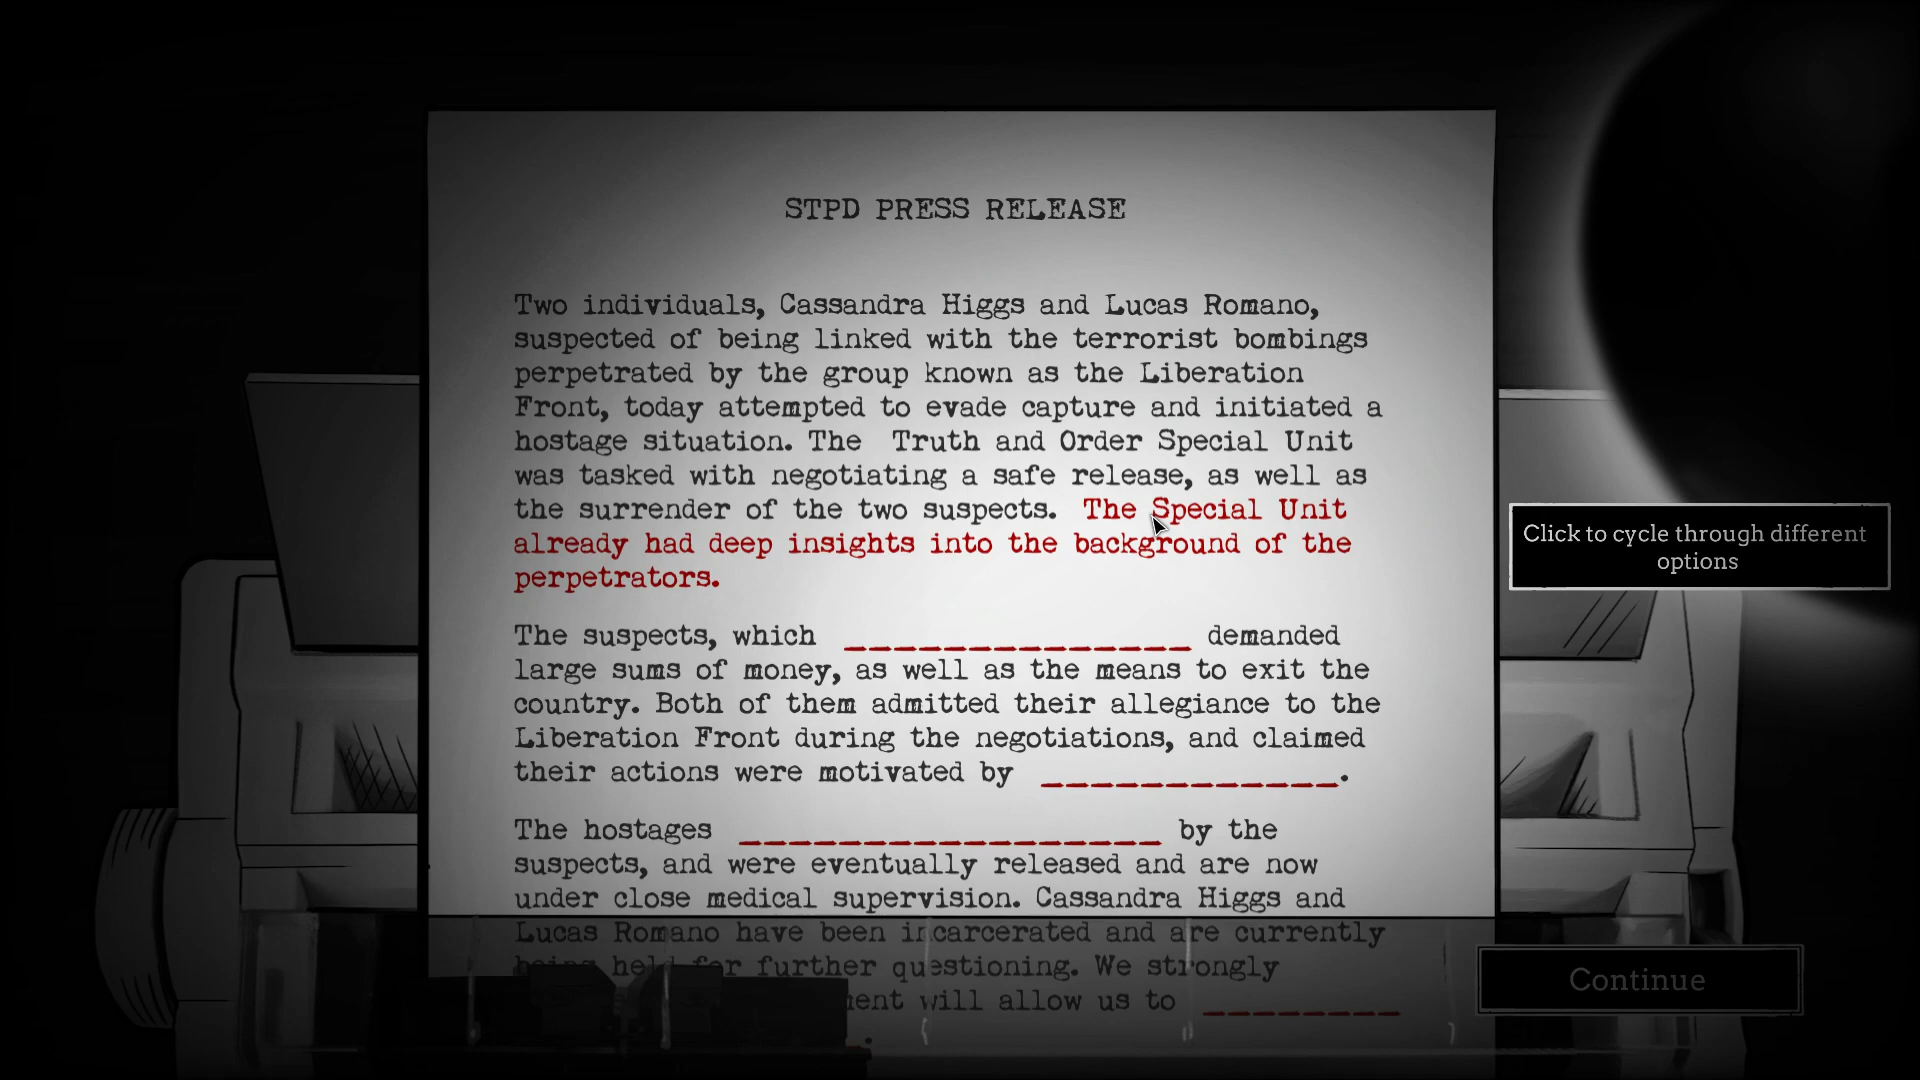 STPD PRESS RELEASE
Two individuals, Cassandra Higgs and Lucas Romano,
suspected of being linked with the terrorist bombings
perpetrated by the group known as the Liberation
Front, today attempted to evade capture and initiated a
hostage situation. The Truth and Order Special Unit
was tasked with negotiating a safe release, as well as
the surrender of the two suspects. The Special Unit
already had deep insights into the background of the
perpetrators.
The suspects, which ______________ demanded
large sums of money, as well as the means to exit the
country. Both of them admitted their allegiance to the
Liberation Front during the negotiations, and claimed
their actions were motivated by ____________.
The hostages _________________ by the
suspects, and were eventually released and are now
under close medical supervision. Cassandra Higgs and
Lucas Romano have been incarcerated and are currently
being held for further questioning. We strongly
will allow us to ________
Click to cycle through different
options
Continue